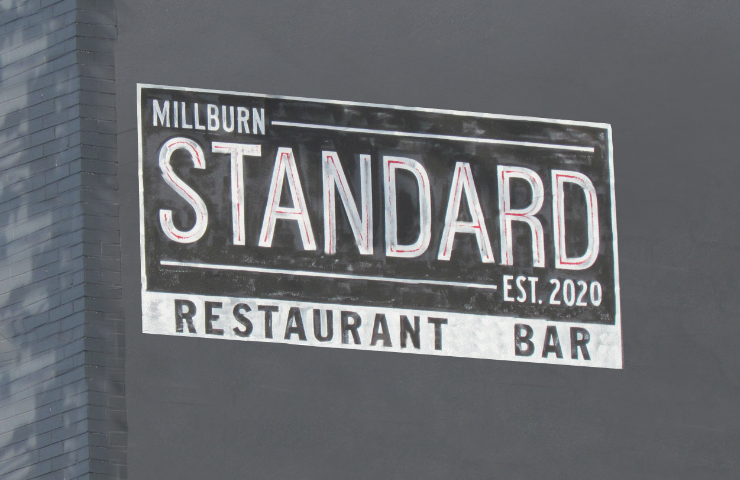 MILLBURN
STANDARD
EST. 2020
RESTAURANT BAR